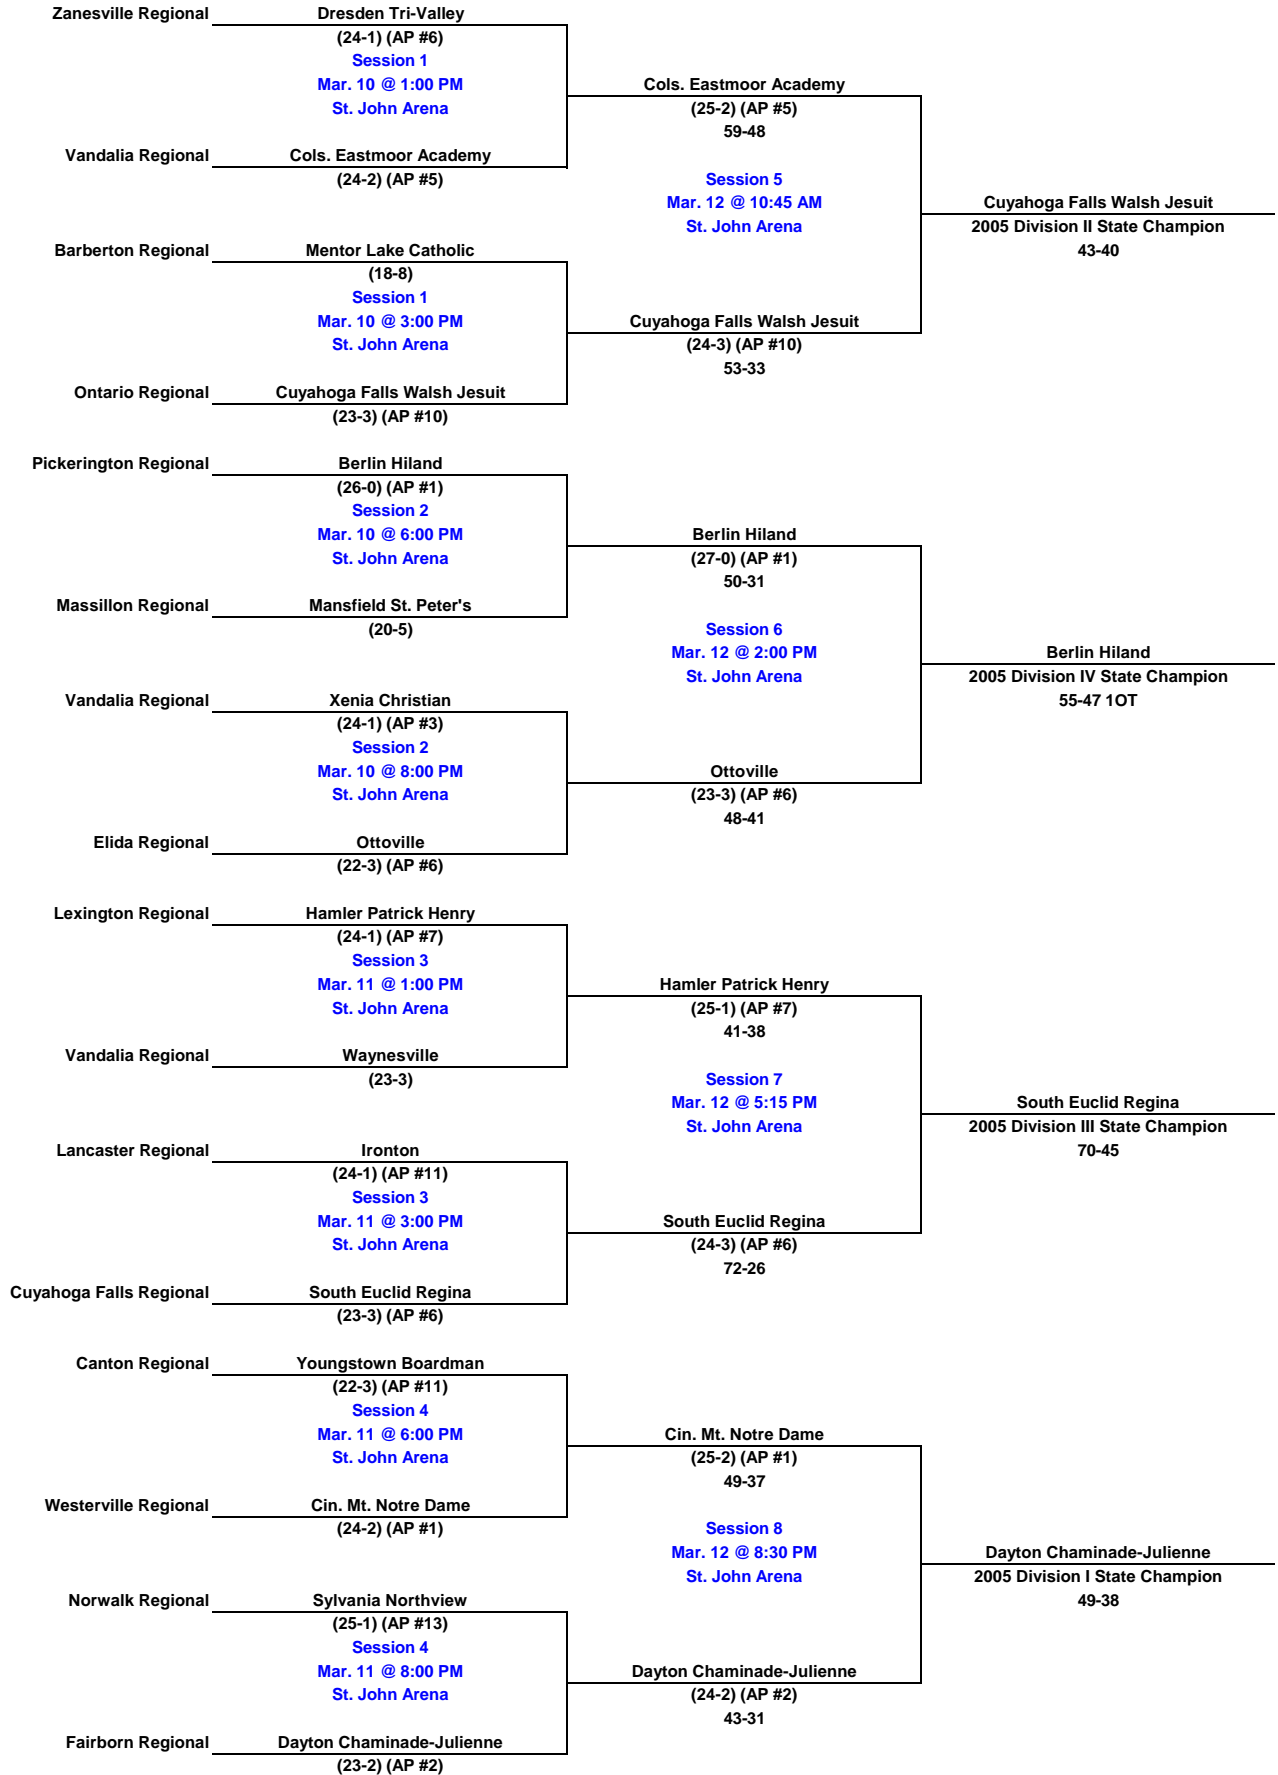 Zanesville Regional
Dresden Tri-Valley
(24-1) (AP #6)
Session 1
Mar. 10 @ 1:00 PM
St. John Arena
Cols. Eastmoor Academy
(25-2) (AP #5)
59-48
Vandalia Regional
Cols. Eastmoor Academy
(24-2) (AP #5)
Session 5
Mar. 12 @ 10:45 AM
St. John Arena
Cuyahoga Falls Walsh Jesuit
2005 Division II State Champion
43-40
Barberton Regional
Mentor Lake Catholic
(18-8)
Session 1
Mar. 10 @ 3:00 PM
St. John Arena
Cuyahoga Falls Walsh Jesuit
(24-3) (AP #10)
53-33
Ontario Regional
Cuyahoga Falls Walsh Jesuit
(23-3) (AP #10)
Pickerington Regional
Berlin Hiland
(26-0) (AP #1)
Session 2
Mar. 10 @ 6:00 PM
St. John Arena
Berlin Hiland
(27-0) (AP #1)
50-31
Massillon Regional
Mansfield St. Peter's
(20-5)
Session 6
Mar. 12 @ 2:00 PM
St. John Arena
Berlin Hiland
2005 Division IV State Champion
55-47 1OT
Vandalia Regional
Xenia Christian
(24-1) (AP #3)
Session 2
Mar. 10 @ 8:00 PM
St. John Arena
Ottoville
(23-3) (AP #6)
48-41
Elida Regional
Ottoville
(22-3) (AP #6)
Lexington Regional
Hamler Patrick Henry
(24-1) (AP #7)
Session 3
Mar. 11 @ 1:00 PM
St. John Arena
Hamler Patrick Henry
(25-1) (AP #7)
41-38
Vandalia Regional
Waynesville
(23-3)
Session 7
Mar. 12 @ 5:15 PM
St. John Arena
South Euclid Regina
2005 Division III State Champion
70-45
Lancaster Regional
Ironton
(24-1) (AP #11)
Session 3
Mar. 11 @ 3:00 PM
St. John Arena
South Euclid Regina
(24-3) (AP #6)
72-26
Cuyahoga Falls Regional
South Euclid Regina
(23-3) (AP #6)
Canton Regional
Youngstown Boardman
(22-3) (AP #11)
Session 4
Mar. 11 @ 6:00 PM
St. John Arena
Cin. Mt. Notre Dame
(25-2) (AP #1)
49-37
Westerville Regional
Cin. Mt. Notre Dame
(24-2) (AP #1)
Session 8
Mar. 12 @ 8:30 PM
St. John Arena
Dayton Chaminade-Julienne
2005 Division I State Champion
49-38
Norwalk Regional
Sylvania Northview
(25-1) (AP #13)
Session 4
Mar. 11 @ 8:00 PM
St. John Arena
Dayton Chaminade-Julienne
(24-2) (AP #2)
43-31
Fairborn Regional
Dayton Chaminade-Julienne
(23-2) (AP #2)